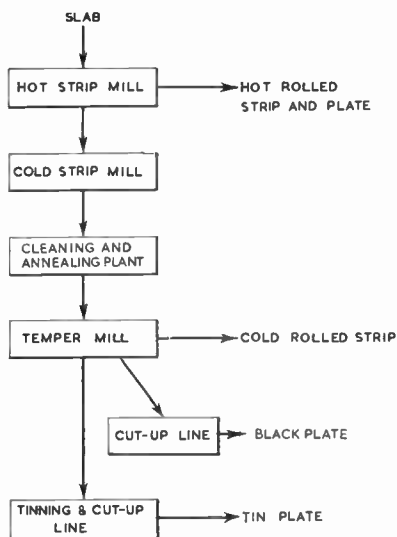 SLAB
HOT STRIP MILL
HOT ROLLED
STRIP AND PLATE
COLD STRIP MILL
CLEANING AND
ANNEALING PLANT
TEMPER MILL
COLD ROLLED STRIP
CUT-UP LINE
BLACK PLATE
TINNING & CUT-UP
LINE
TIN PLATE